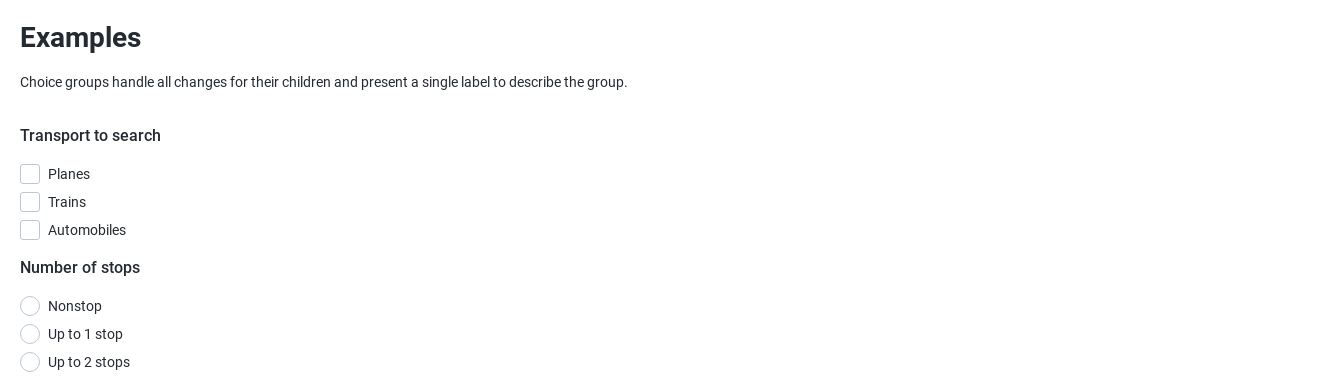 Examples
Choice groups handle all changes for their children and present a single label to describe the group.
Transport to search
Planes
Trains
Automobiles
Number of stops
Nonstop
Up to 1 stop
Up to 2 stops